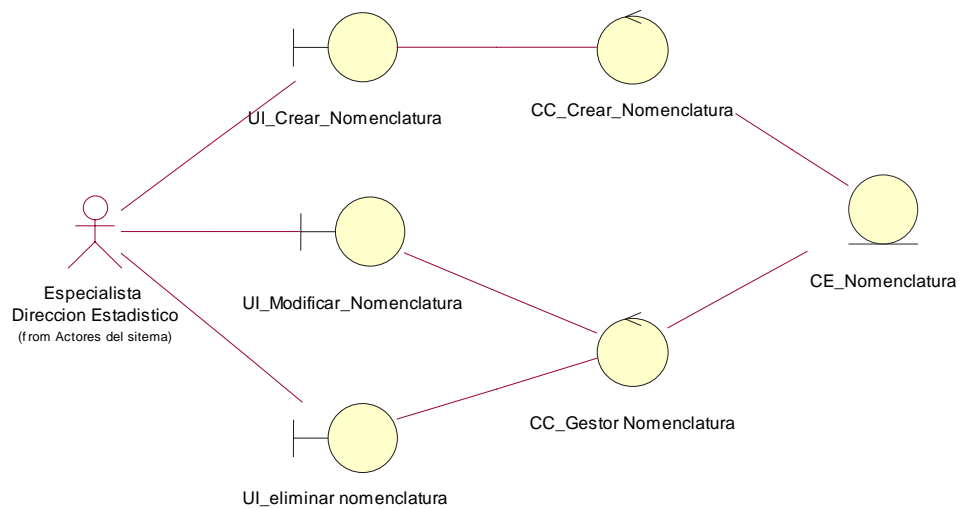 UI_Crear_Nomenclatura
CC_Crear_Nomenclatura
CE_Nomenclatura
Especialista
Direccion Estadistico
(from Actores del sitema)
UI_Modificar_Nomenclatura
CC_Gestor Nomenclatura
UI_eliminar nomenclatura